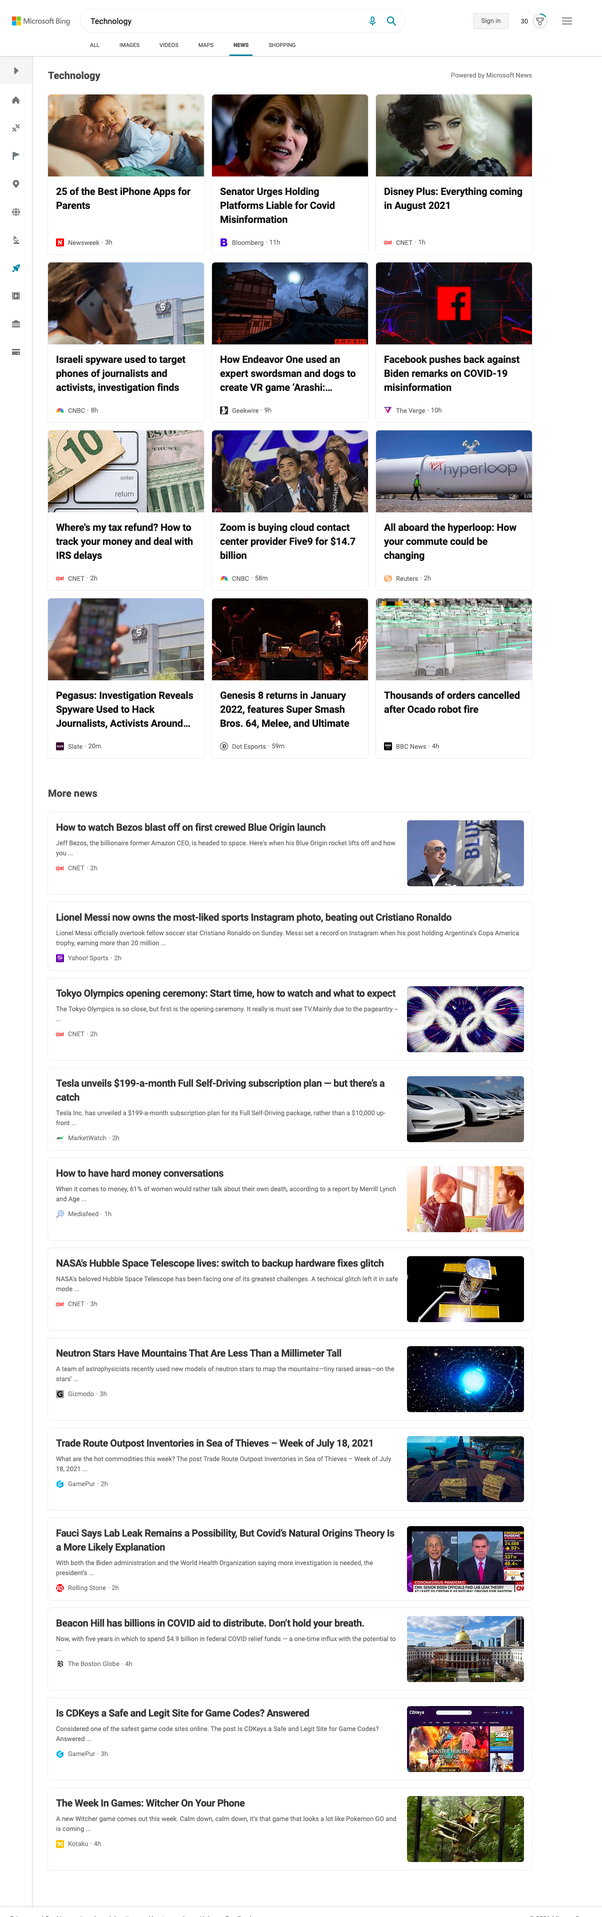 Microsoft Bing
Technology
Sign in
30
ALL IMAGES VIDEOS MAPS NEWS SHOPPING
Technology
Powered by Microsoft News
25 of the Best iPhone Apps for
Parents
Newsweek · 3h
Senator Urges Holding
Platforms Liable for Covid
Misinformation
Bloomberg · 11h
Disney Plus: Everything coming
in August 2021
CNET · 1h
Israeli spyware used to target
phones of journalists and
activists, investigation finds
CNBC · 8h
How Endeavor One used an
expert swordsman and dogs to
create VR game 'Arashi:...
Geekwire · 9h
Facebook pushes back against
Biden remarks on COVID-19
misinformation
The Verge · 10h
10
enter
return
Where's my tax refund? How to
track your money and deal with
IRS delays
CNET · 2h
Zoom is buying cloud contact
center provider Five9 for $14.7
billion
CNBC · 58m
hyperloop
All aboard the hyperloop: How
your commute could be
changing
Reuters · 2h
Pegasus: Investigation Reveals
Spyware Used to Hack
Journalists, Activists Around...
Slate · 20m
Genesis 8 returns in January
2022, features Super Smash
Bros. 64, Melee, and Ultimate
Dot Esports · 59m
Thousands of orders cancelled
after Ocado robot fire
BBC News · 4h
More news
How to watch Bezos blast off on first crewed Blue Origin launch
Jeff Bezos, the billionaire former Amazon CEO, is headed to space. Here's when his Blue Origin rocket lifts off and how
you ...
CNET · 2h
BLUE
Lionel Messi now owns the most-liked sports Instagram photo, beating out Cristiano Ronaldo
Lionel Messi officially overtook fellow soccer star Cristiano Ronaldo on Sunday. Messi set a record on Instagram when his post holding Argentina's Copa America
trophy, earning more than 20 million ...
Yahoo! Sports · 2h
Tokyo Olympics opening ceremony: Start time, how to watch and what to expect
The Tokyo Olympics is so close, but first is the opening ceremony. It really is must see TV.Mainly due to the pageantry --
...
CNET · 2h
Tesla unveils $199-a-month Full Self-Driving subscription plan — but there's a
catch
Tesla Inc. has unveiled a $199-a-month subscription plan for its Full Self-Driving package, rather than a $10,000 up-
front ...
MarketWatch · 2h
How to have hard money conversations
When it comes to money, 61% of women would rather talk about their own death, according to a report by Merrill Lynch
and Age ...
Mediafeed · 1h
NASA's Hubble Space Telescope lives: switch to backup hardware fixes glitch
NASA's beloved Hubble Space Telescope has been facing one of its greatest challenges. A technical glitch left it in safe
mode ...
CNET · 3h
Neutron Stars Have Mountains That Are Less Than a Millimeter Tall
A team of astrophysicists recently used new models of neutron stars to map the mountains—tiny raised areas—on the
stars' ...
Gizmodo · 3h
Trade Route Outpost Inventories in Sea of Thieves – Week of July 18, 2021
What are the hot commodities this week? The post Trade Route Outpost Inventories in Sea of Thieves – Week of July
18, 2021 ...
GamePur · 2h
Fauci Says Lab Leak Remains a Possibility, But Covid's Natural Origins Theory Is
a More Likely Explanation
With both the Biden administration and the World Health Organization saying more investigation is needed, the
president's ...
Rolling Stone · 2h
CORONAVIRUS PANDEMIC
Beacon Hill has billions in COVID aid to distribute. Don't hold your breath.
Now, with five years in which to spend $4.9 billion in federal COVID relief funds — a one-time influx with the potential to
...
The Boston Globe · 4h
Is CDKeys a Safe and Legit Site for Game Codes? Answered
Considered one of the safest game code sites online. The post Is CDKeys a Safe and Legit Site for Game Codes?
Answered ...
GamePur · 3h
CDKeys
The Week In Games: Witcher On Your Phone
A new Witcher game comes out this week. Calm down, calm down, it's that game that looks a lot like Pokemon GO and
is coming ...
Kotaku · 4h